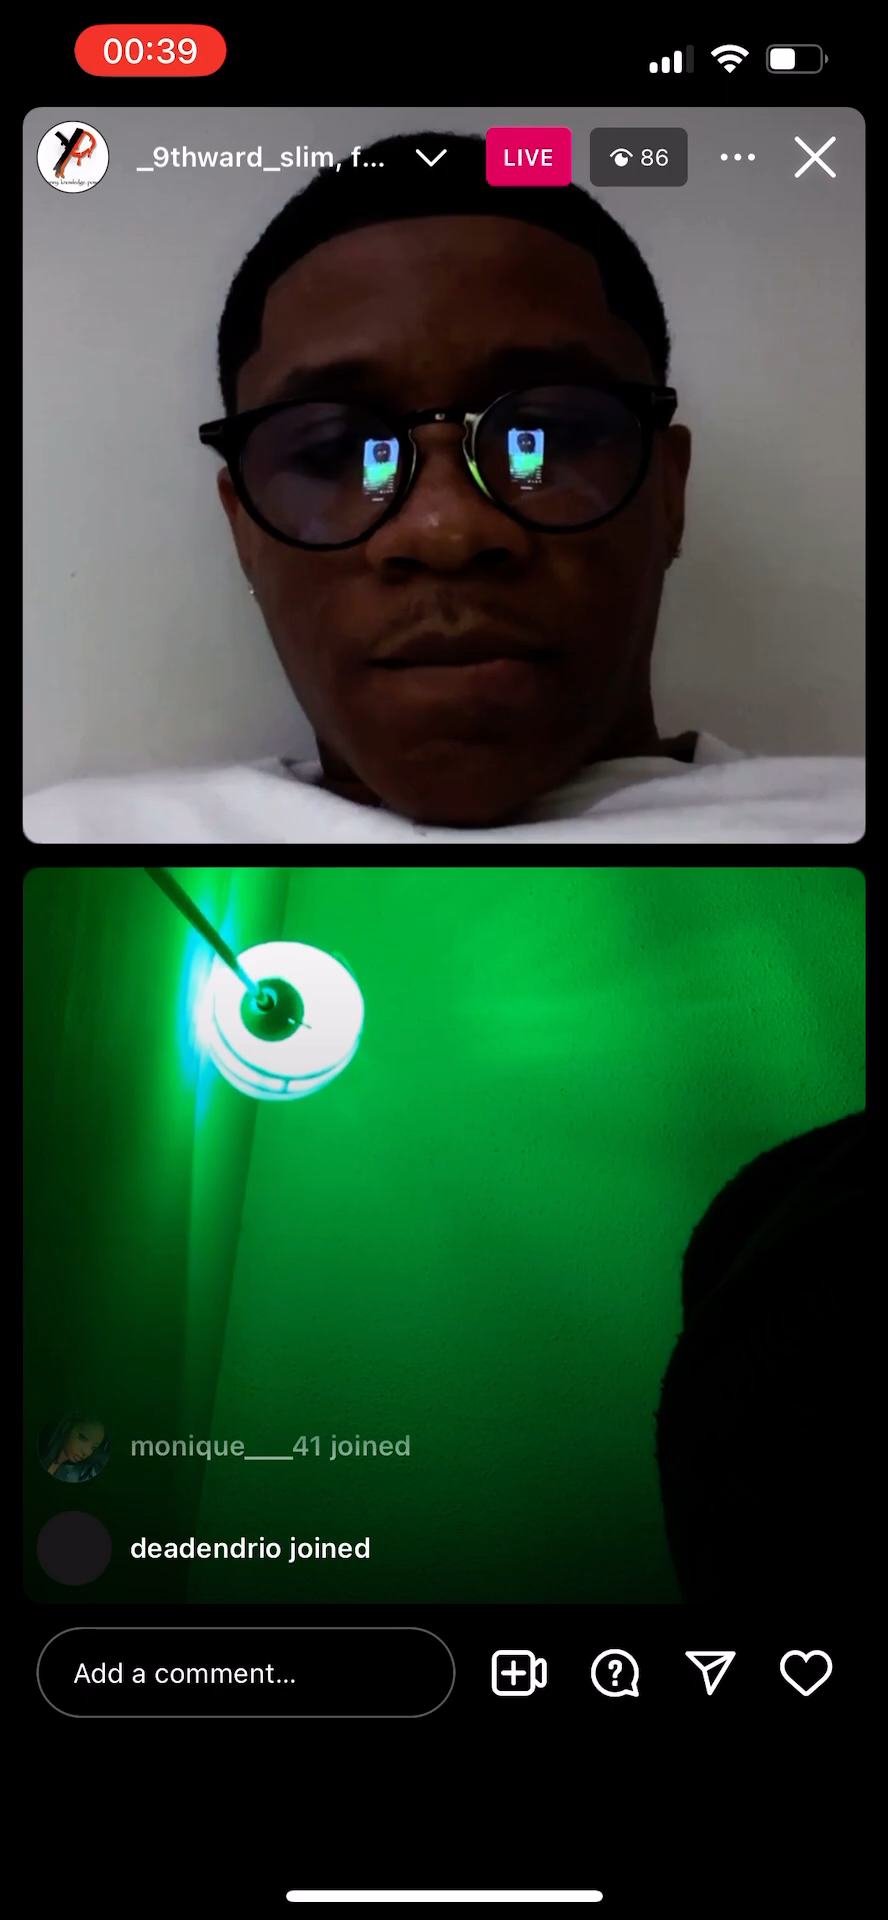 00:39
_9thward_slim, f...
LIVE
86
monique___41 joined
deadendrio joined
Add a comment...